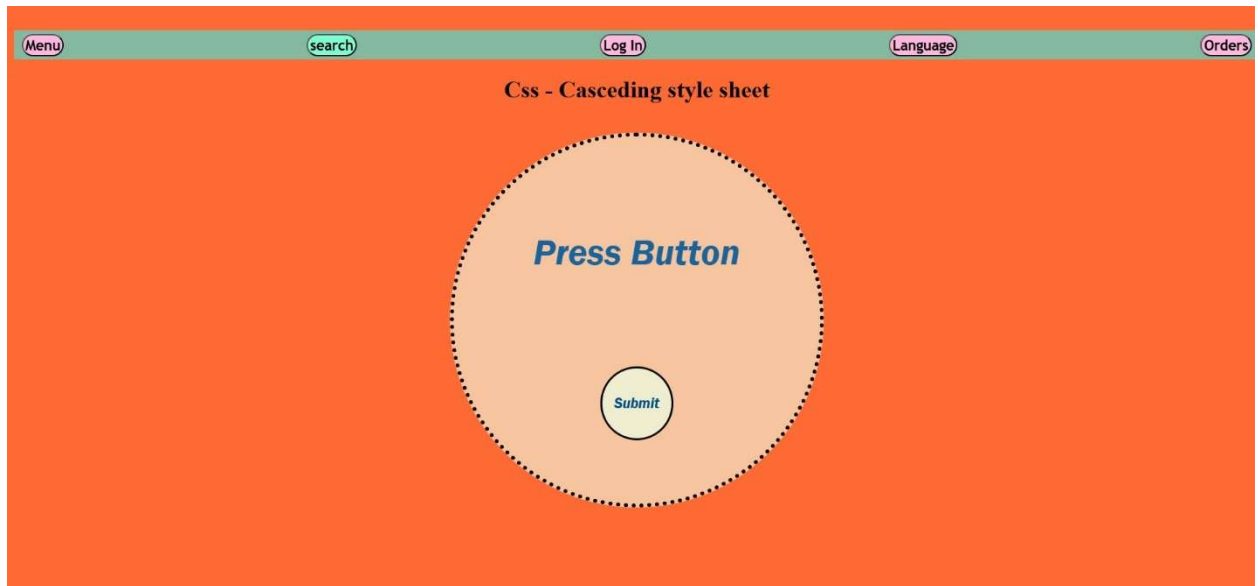 Menu search Log In Language Orders
Css - Casceding style sheet
Press Button
Submit